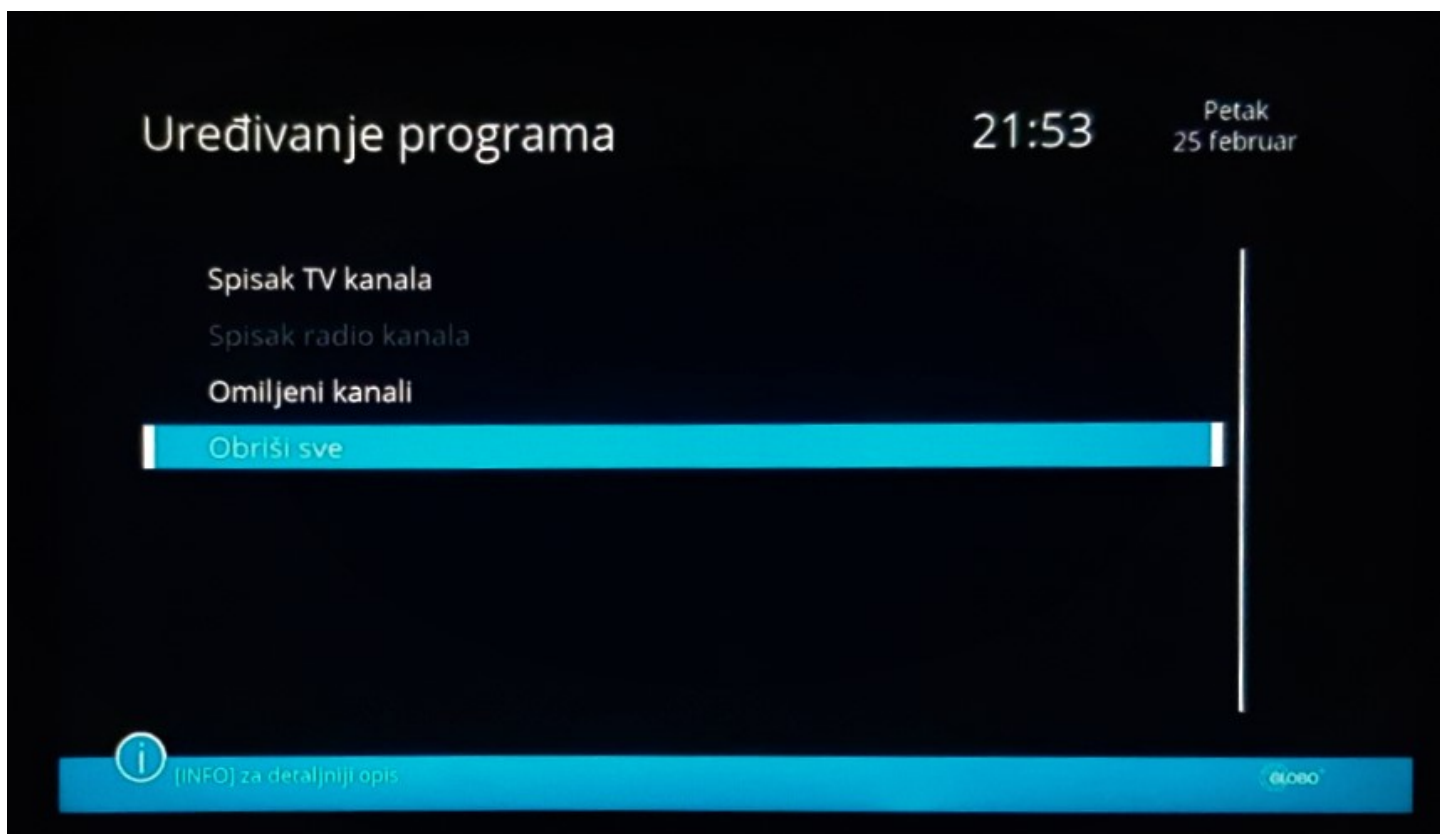 Uređivanje programa
21:53
Petak
25 februar
Spisak TV kanala
Spisak radio kanala
Omiljeni kanali
Obriši sve
i
[INFO] za detaljniji opis
GLOBO